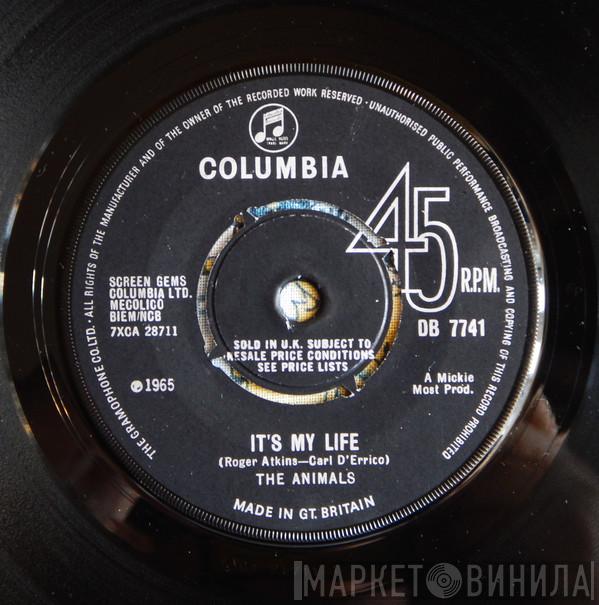 THE GRAMOPHONE CO. LTD. · ALL RIGHTS OF THE MANUFACTURER AND OF THE OWNER OF THE RECORDED WORK RESERVED · UNAUTHORISED PUBLIC PERFORMANCE BROADCASTING AND COPYING OF THIS RECORD PROHIBITED
COLUMBIA
45
R.P.M.
SCREEN GEMS
COLUMBIA LTD.
MECOLICO
BIEM/NCB
7XCA 28711
DB 7741
SOLD IN U.K. SUBJECT TO
RESALE PRICE CONDITIONS
SEE PRICE LISTS
℗1965
A Mickie
Most Prod.
IT'S MY LIFE
(Roger Atkins—Carl D'Errico)
THE ANIMALS
MADE IN GT. BRITAIN
МАРКЕТ ВИНИЛА